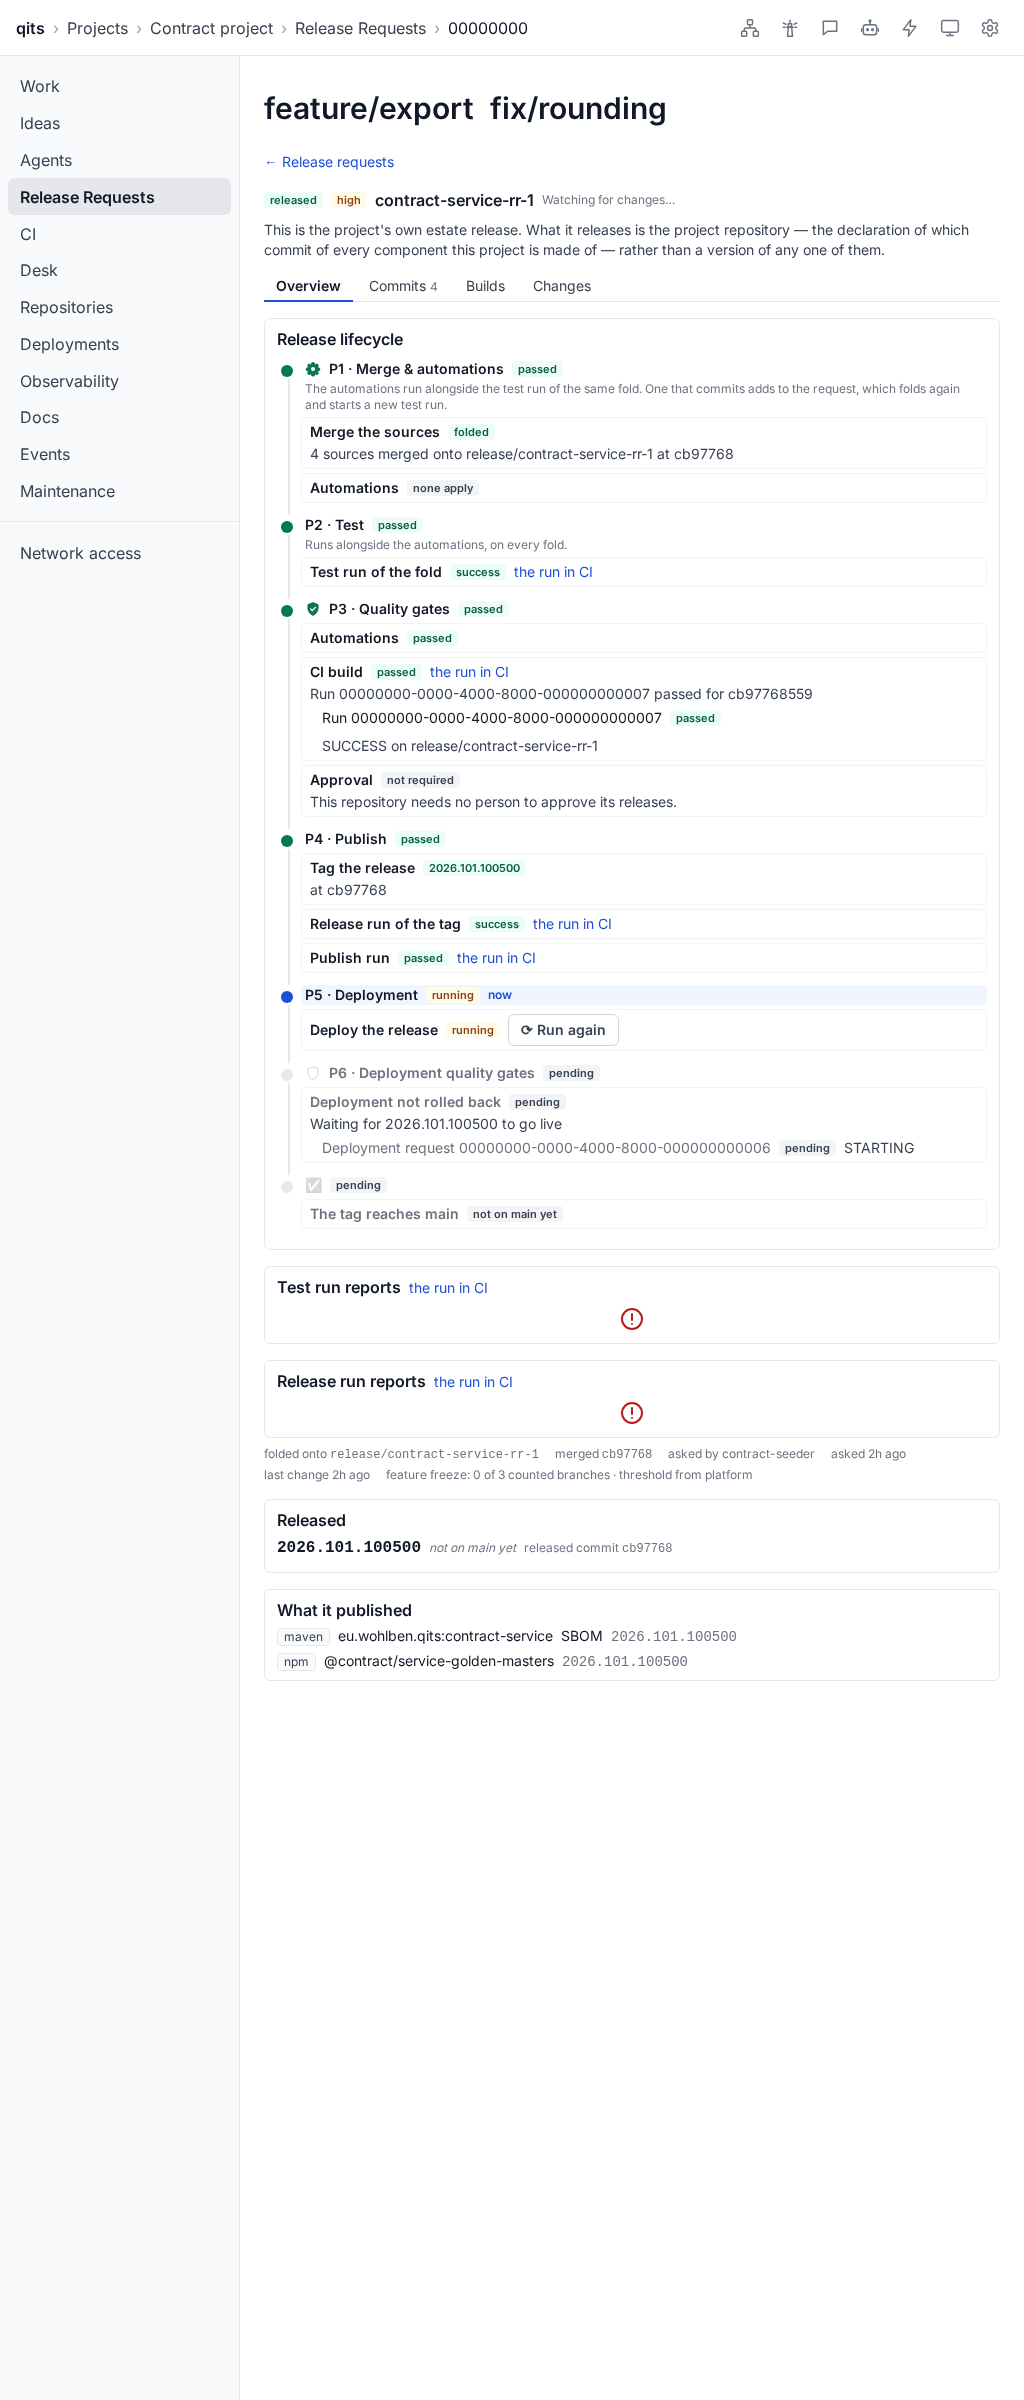 qits › Projects › Contract project › Release Requests › 00000000
Work
Ideas
Agents
Release Requests
CI
Desk
Repositories
Deployments
Observability
Docs
Events
Maintenance
Network access
feature/export fix/rounding
← Release requests
released high contract-service-rr-1 Watching for changes...
This is the project's own estate release. What it releases is the project repository — the declaration of which
commit of every component this project is made of — rather than a version of any one of them.
Overview Commits 4 Builds Changes
Release lifecycle
P1 · Merge & automations passed
The automations run alongside the test run of the same fold. One that commits adds to the request, which folds again
and starts a new test run.
Merge the sources folded
4 sources merged onto release/contract-service-rr-1 at cb97768
Automations none apply
P2 · Test passed
Runs alongside the automations, on every fold.
Test run of the fold success the run in CI
P3 · Quality gates passed
Automations passed
CI build passed the run in CI
Run 00000000-0000-4000-8000-000000000007 passed for cb97768559
Run 00000000-0000-4000-8000-000000000007 passed
SUCCESS on release/contract-service-rr-1
Approval not required
This repository needs no person to approve its releases.
P4 · Publish passed
Tag the release 2026.101.100500
at cb97768
Release run of the tag success the run in CI
Publish run passed the run in CI
P5 · Deployment running now
Deploy the release running ⟳ Run again
P6 · Deployment quality gates pending
Deployment not rolled back pending
Waiting for 2026.101.100500 to go live
Deployment request 00000000-0000-4000-8000-000000000006 pending STARTING
☑ pending
The tag reaches main not on main yet
Test run reports the run in CI
Release run reports the run in CI
folded onto release/contract-service-rr-1 merged cb97768 asked by contract-seeder asked 2h ago
last change 2h ago feature freeze: 0 of 3 counted branches · threshold from platform
Released
2026.101.100500 not on main yet released commit cb97768
What it published
maven eu.wohlben.qits:contract-service SBOM 2026.101.100500
npm @contract/service-golden-masters 2026.101.100500